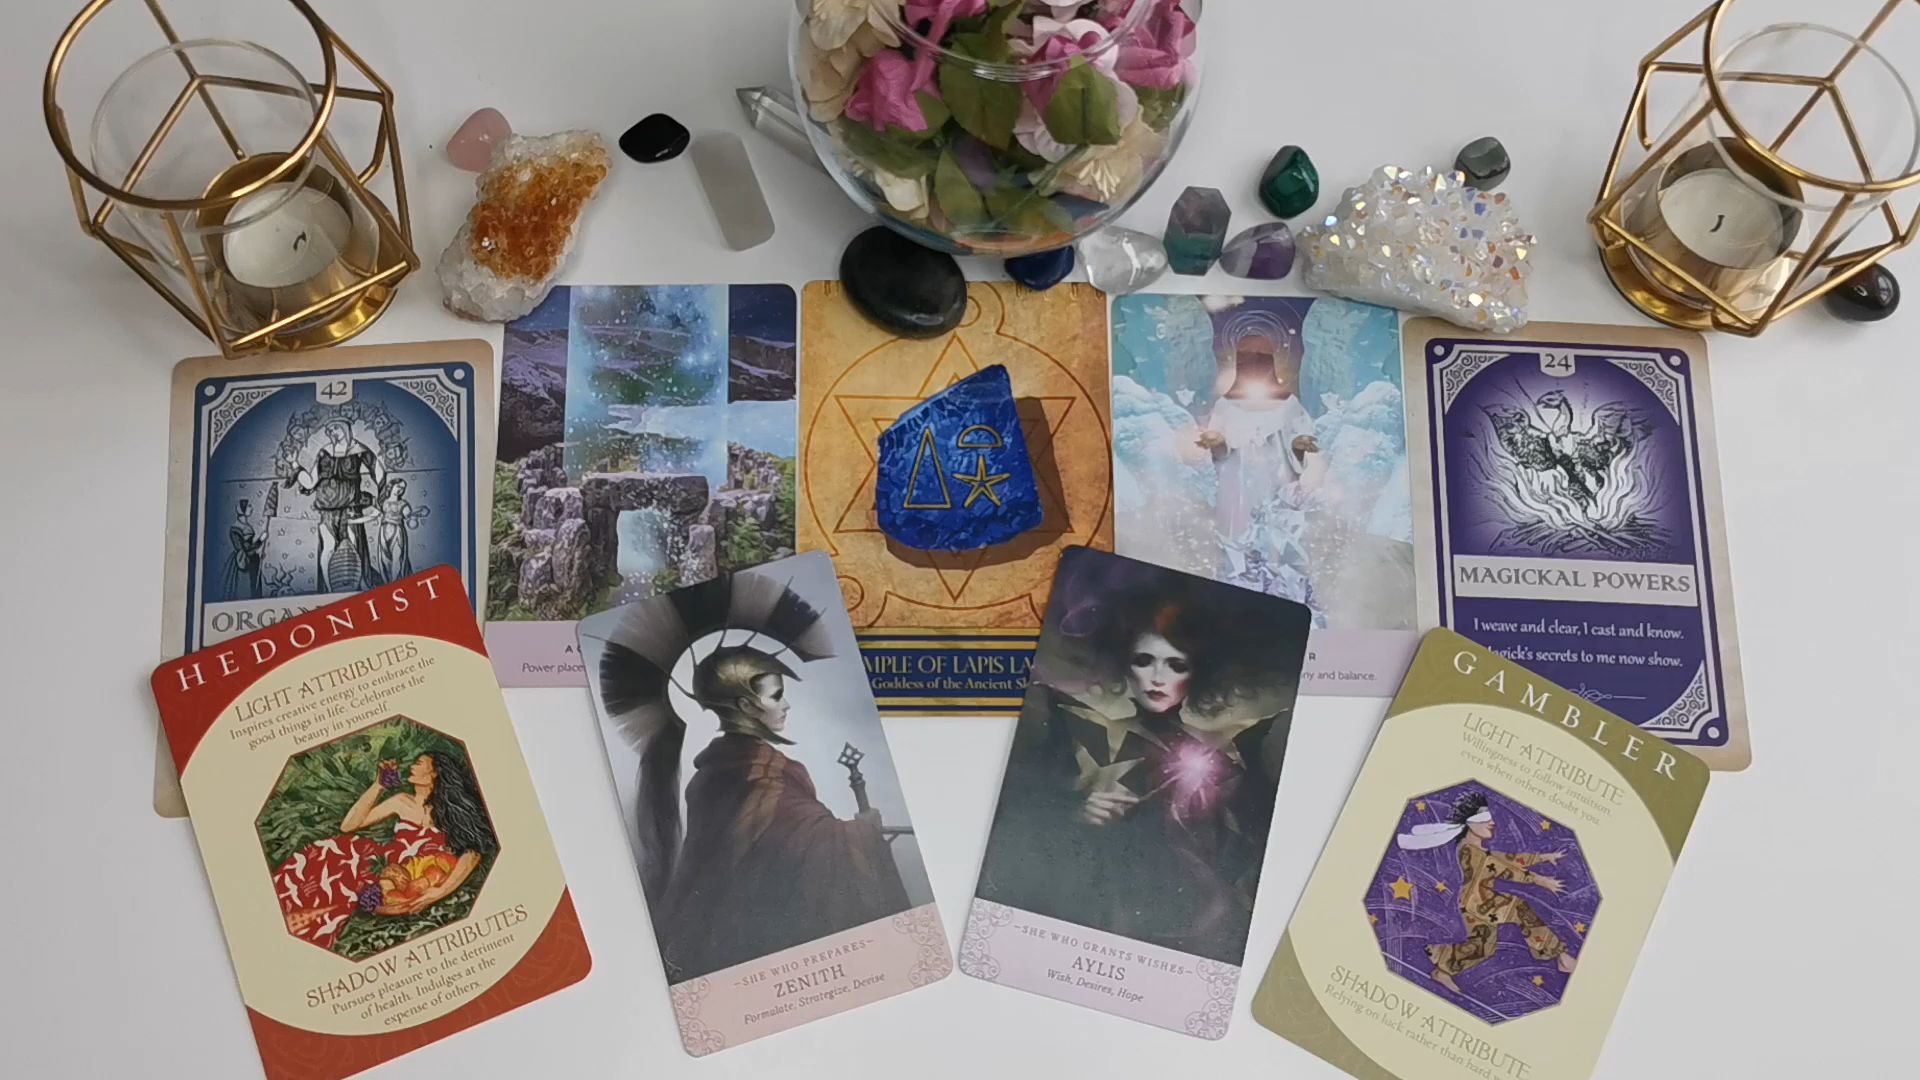 42
ORGA
Power place
MPLE OF LAPIS LA
Goddess of the Ancient Sk
R
ny and balance.
24
MAGICKAL POWERS
I weave and clear, I cast and know.
agick's secrets to me now show.
HEDONIST
LIGHT ATTRIBUTES
Inspires creative energy to embrace the
good things in life. Celebrates the
beauty in yourself.
SHADOW ATTRIBUTES
Pursues pleasure to the detriment
of health. Indulges at the
expense of others.
~SHE WHO PREPARES~
ZENITH
Formulate, Strategize, Devise
~SHE WHO GRANTS WISHES~
AYLIS
Wish, Desires, Hope
GAMBLER
LIGHT ATTRIBUTE
Willingness to follow intuition
even when others doubt you.
SHADOW ATTRIBUTE
Relying on luck rather than hard